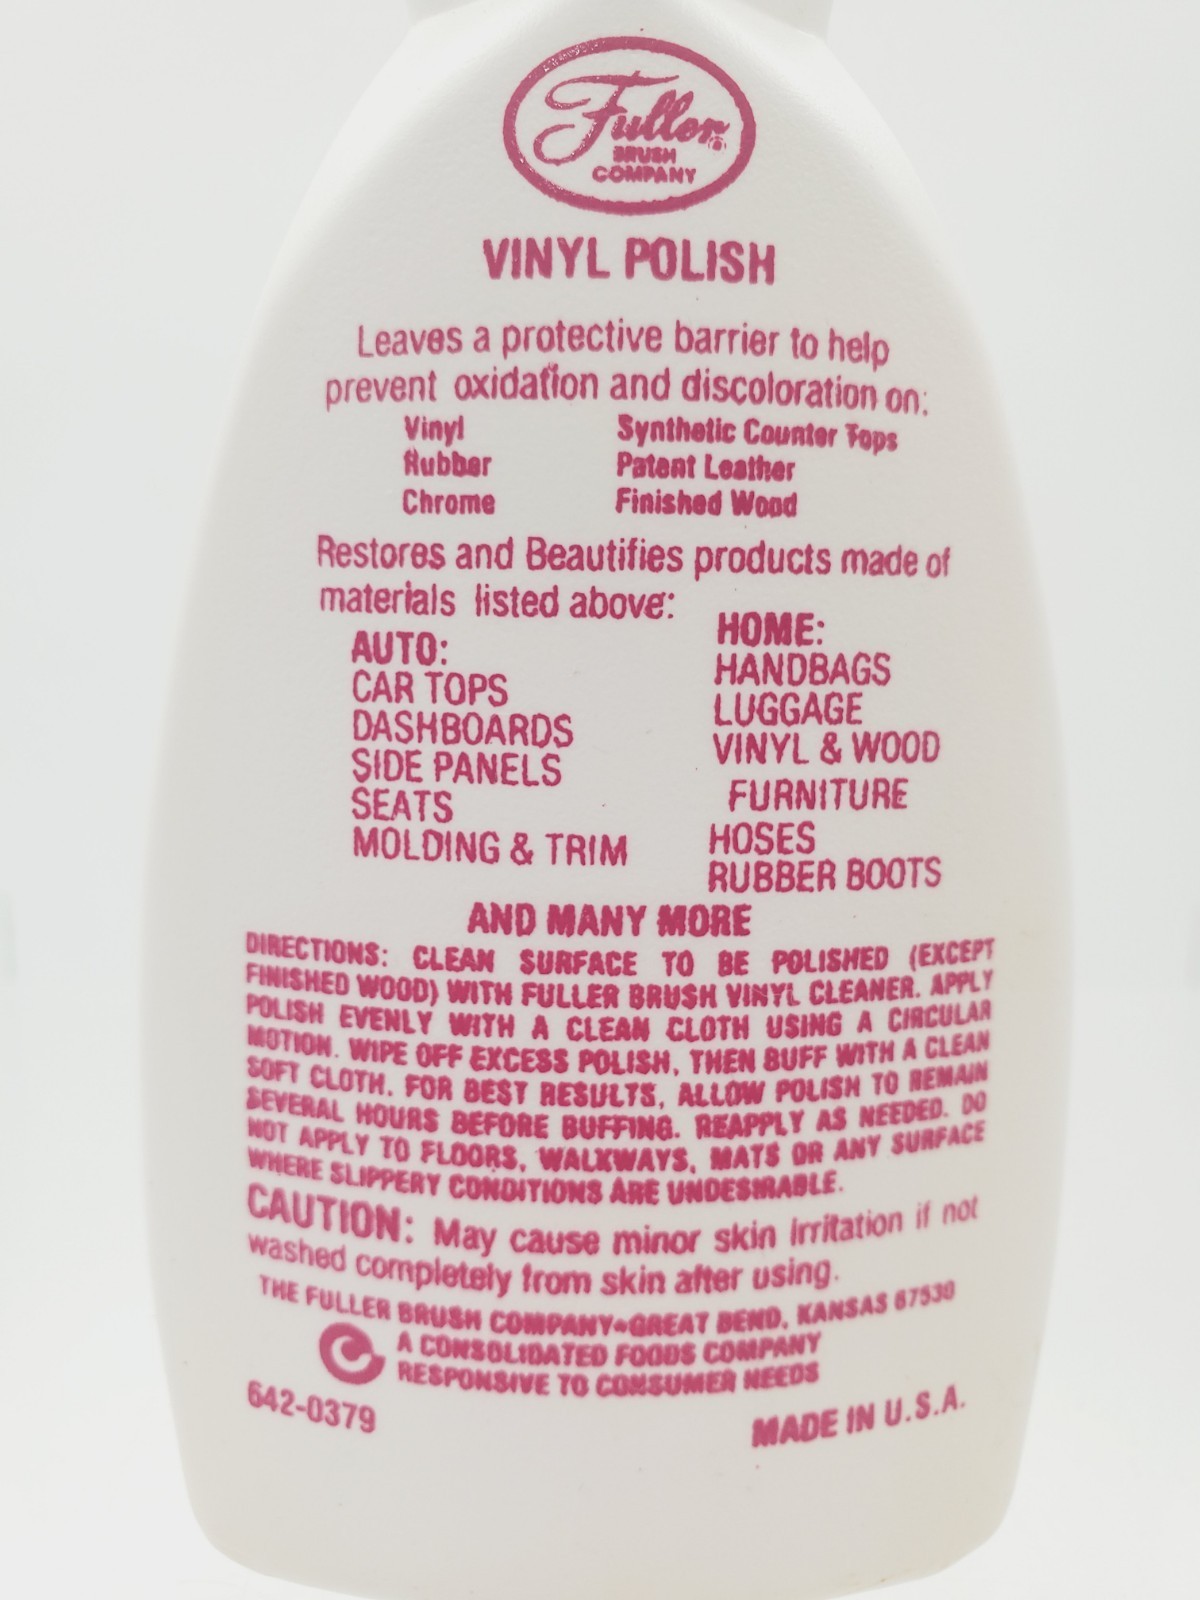 Fuller®
BRUSH
COMPANY
VINYL POLISH
Leaves a protective barrier to help
prevent oxidation and discoloration on:
Vinyl Synthetic Counter Tops
Rubber Patent Leather
Chrome Finished Wood
Restores and Beautifies products made of
materials listed above:
AUTO:
CAR TOPS
DASHBOARDS
SIDE PANELS
SEATS
MOLDING & TRIM
HOME:
HANDBAGS
LUGGAGE
VINYL & WOOD
FURNITURE
HOSES
RUBBER BOOTS
AND MANY MORE
DIRECTIONS: CLEAN SURFACE TO BE POLISHED (EXCEPT
FINISHED WOOD) WITH FULLER BRUSH VINYL CLEANER. APPLY
POLISH EVENLY WITH A CLEAN CLOTH USING A CIRCULAR
MOTION. WIPE OFF EXCESS POLISH, THEN BUFF WITH A CLEAN
SOFT CLOTH. FOR BEST RESULTS, ALLOW POLISH TO REMAIN
SEVERAL HOURS BEFORE BUFFING. REAPPLY AS NEEDED. DO
NOT APPLY TO FLOORS, WALKWAYS, MATS OR ANY SURFACE
WHERE SLIPPERY CONDITIONS ARE UNDESIRABLE.
CAUTION: May cause minor skin irritation if not
washed completely from skin after using.
THE FULLER BRUSH COMPANY•GREAT BEND, KANSAS 67530
A CONSOLIDATED FOODS COMPANY
RESPONSIVE TO CONSUMER NEEDS
642-0379
MADE IN U.S.A.